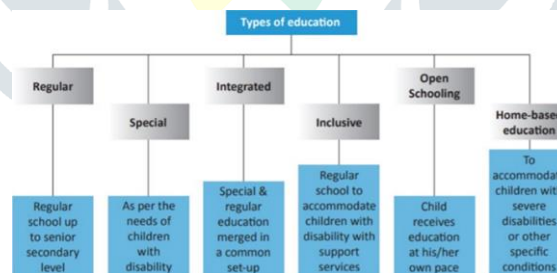 Types of education
Regular
Special
Integrated
Inclusive
Open
Schooling
Home-base
education
Regular
school up
to senior
secondary
level
As per the
needs of
children
with
disability
Special &
regular
education
merged in
a common
set-up
Regular
school to
accommodate
children with
disability with
support
services
Child
receives
education
at his/her
own pace
To
accommodat
children wit
severe
disabilities
or other
specific
conditions